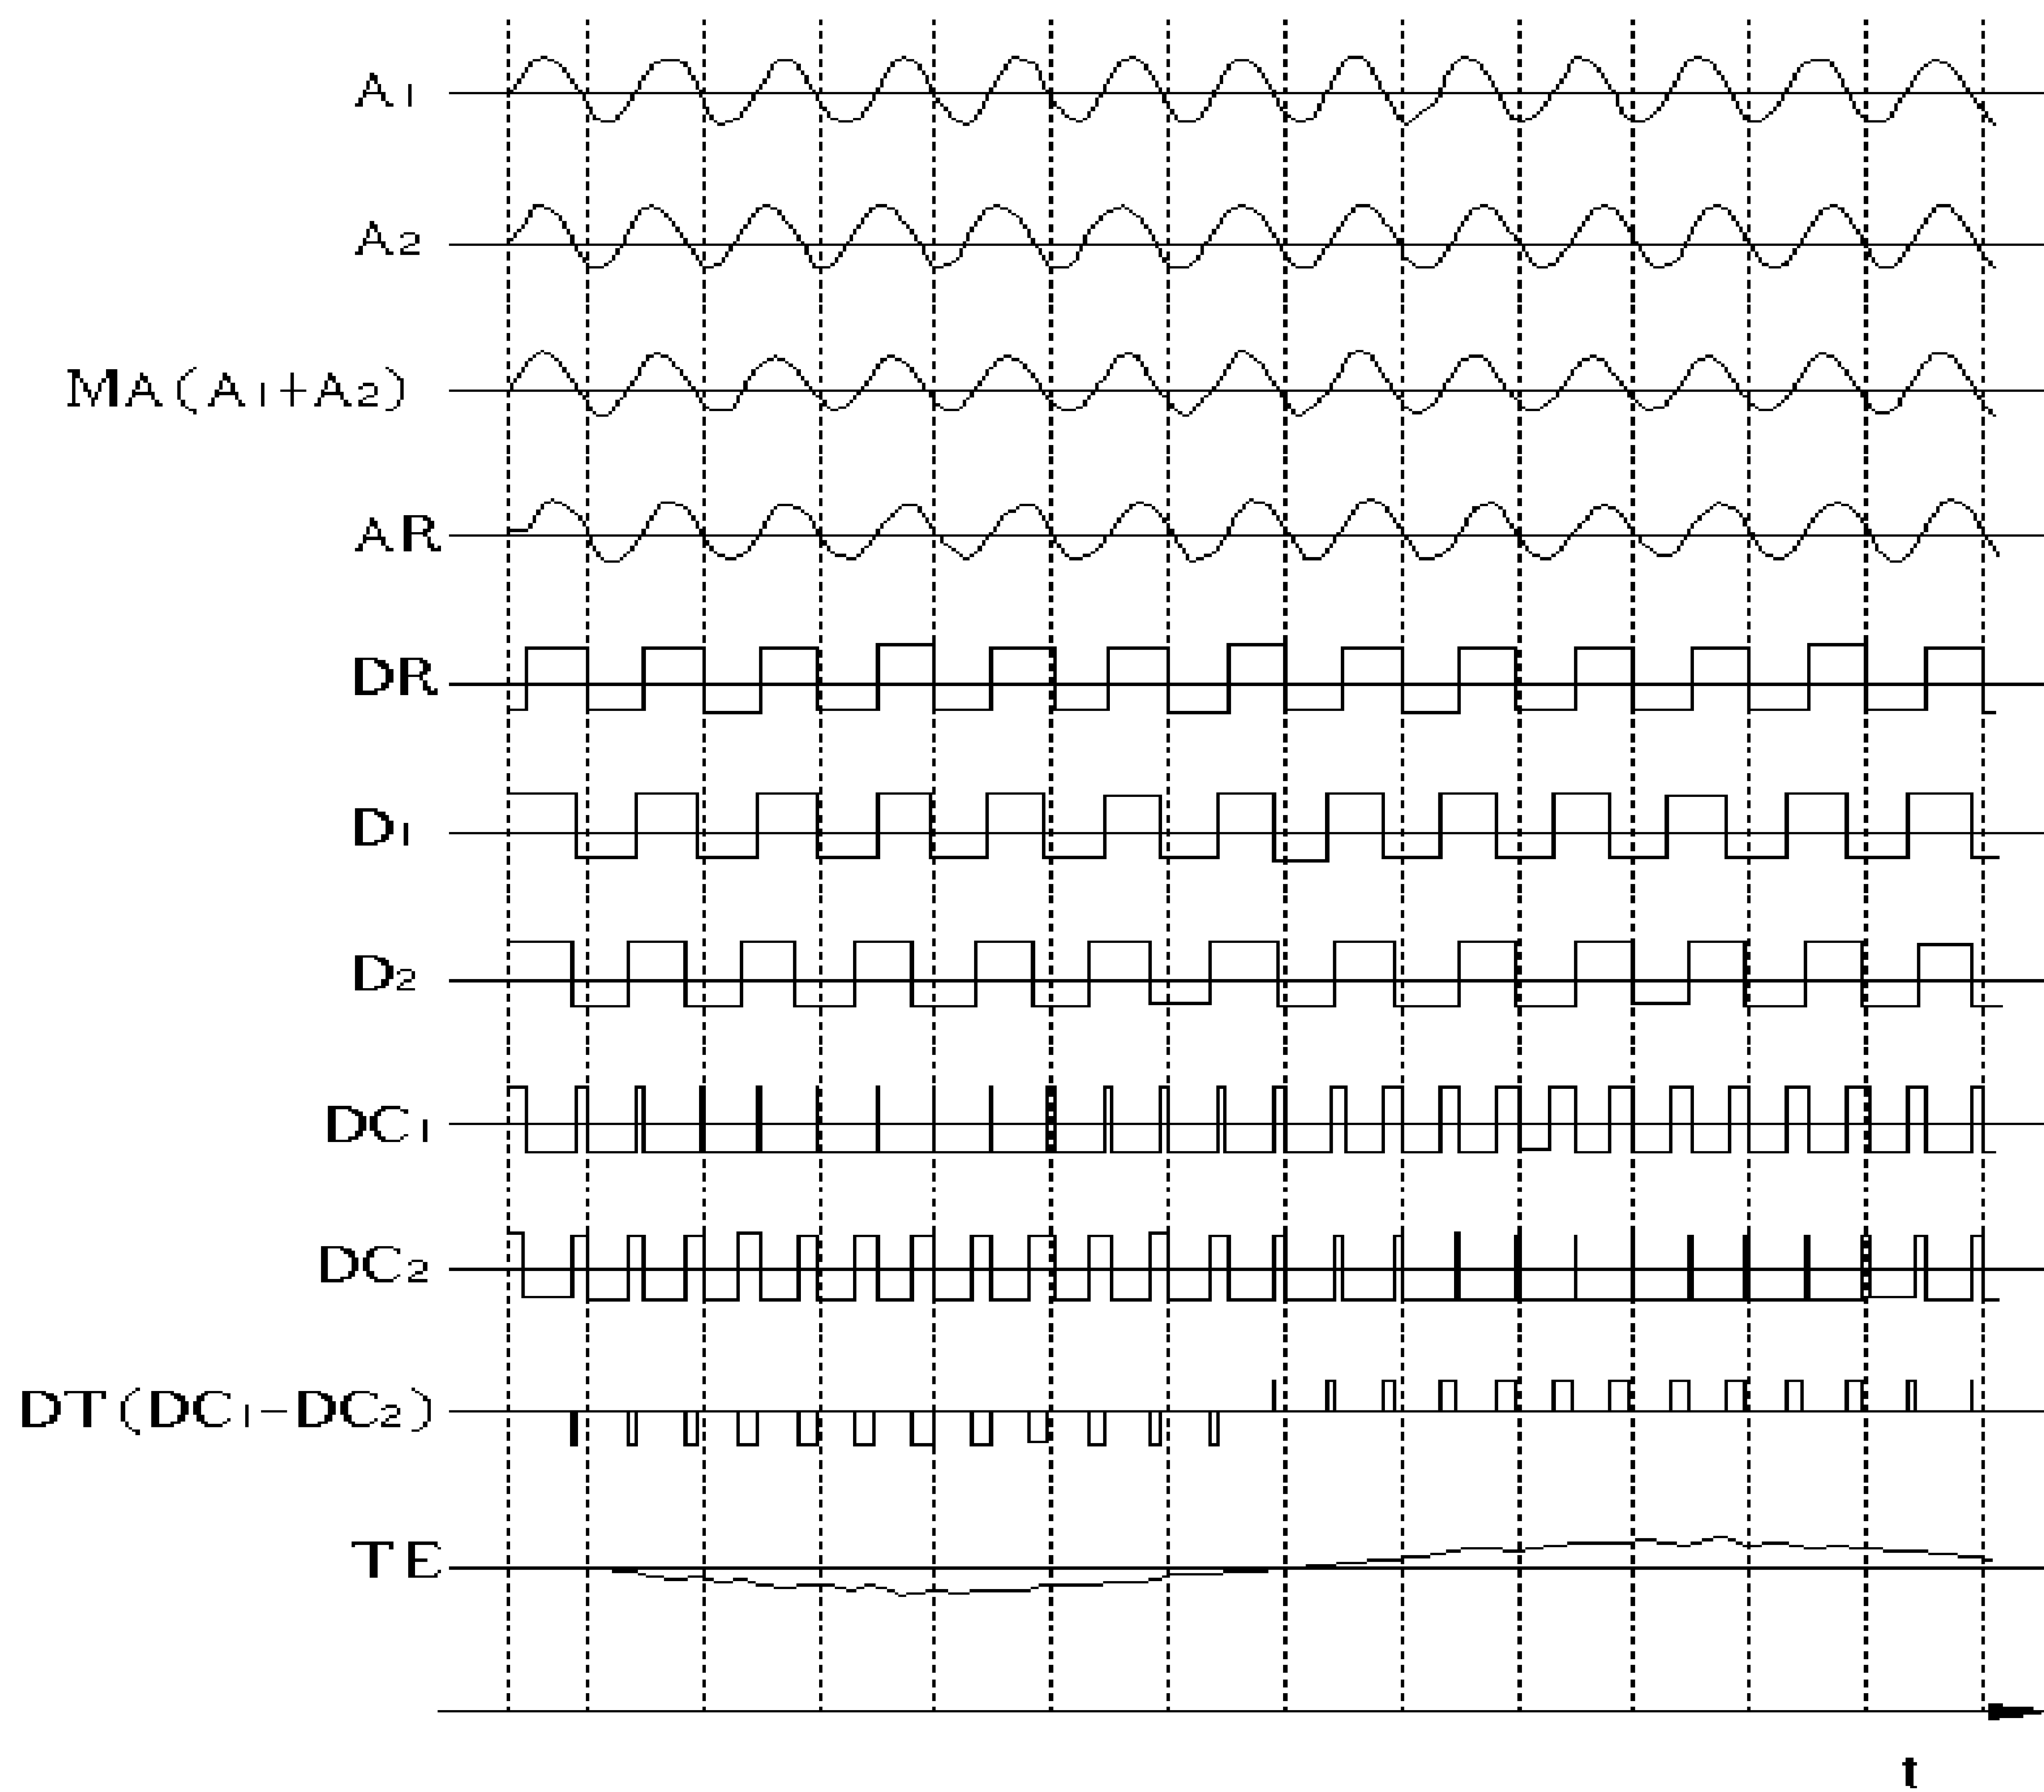 A1
A2
MA(A1+A2)
AR
DR
D1
D2
DC1
DC2
DT(DC1-DC2)
TE
t